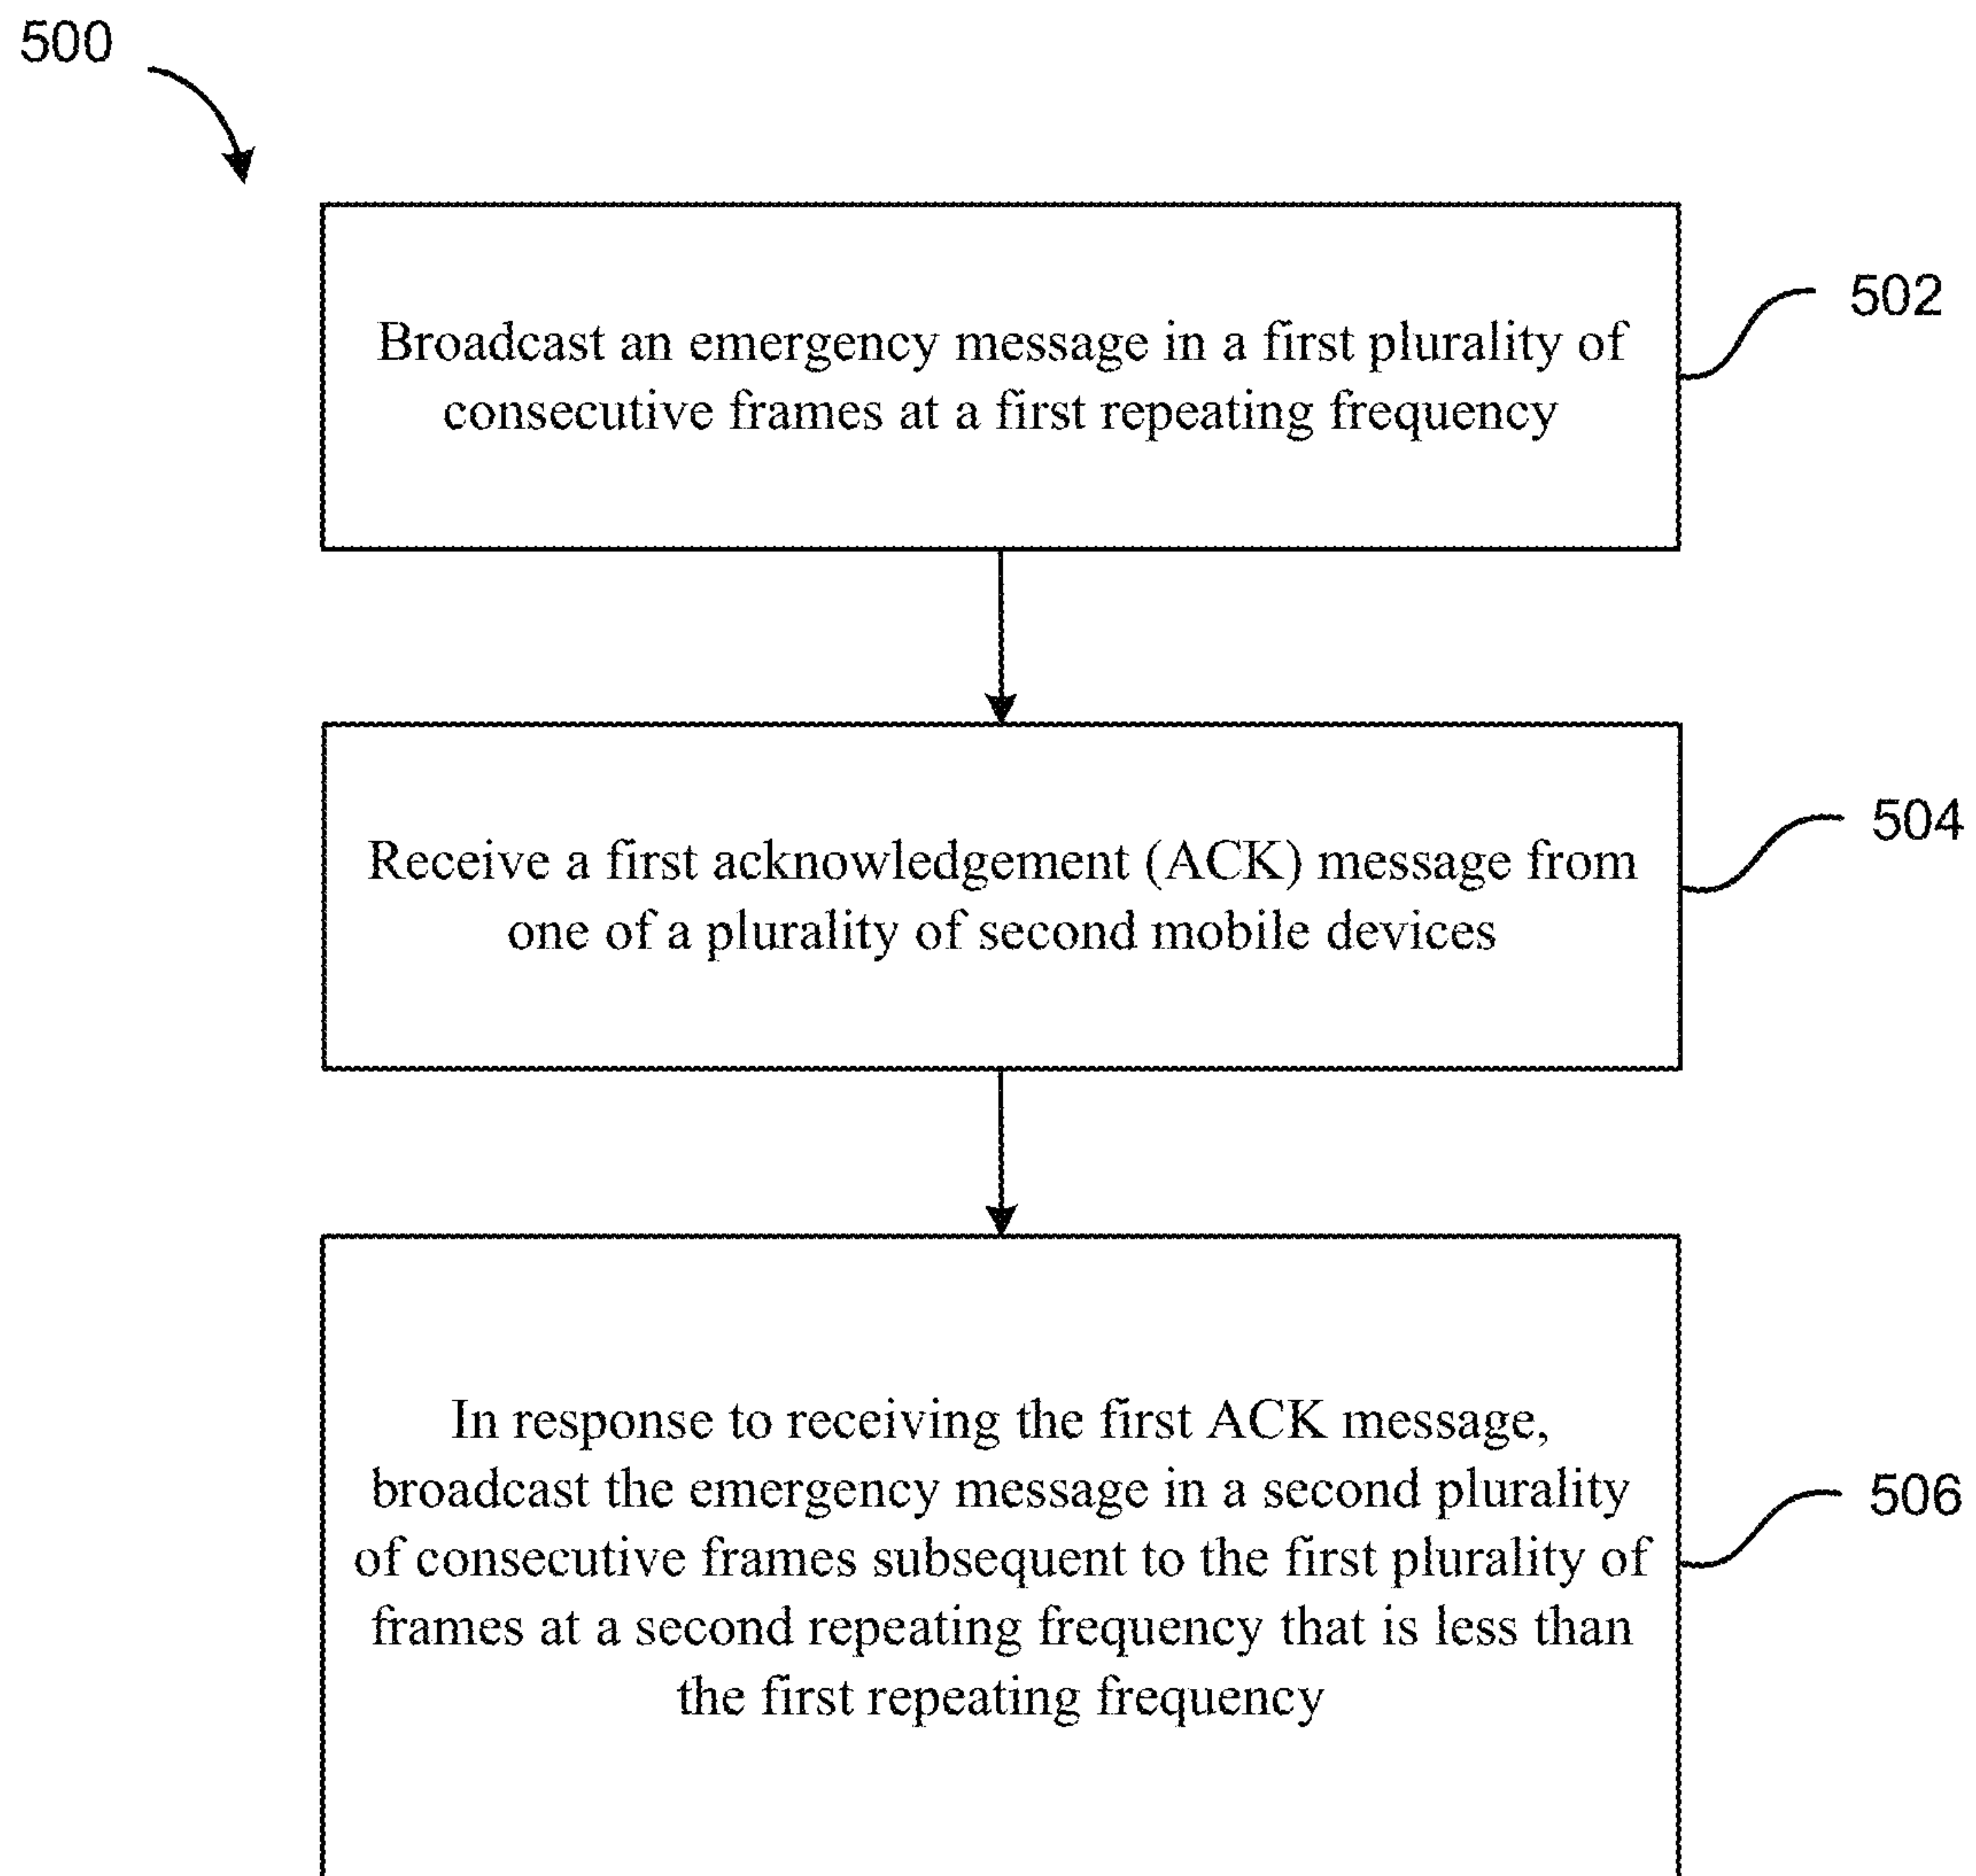 500
502
Broadcast an emergency message in a first plurality of
consecutive frames at a first repeating frequency
504
Receive a first acknowledgement (ACK) message from
one of a plurality of second mobile devices
In response to receiving the first ACK message,
broadcast the emergency message in a second plurality
506
of consecutive frames subsequent to the first plurality of
frames at a second repeating frequency that is less than
the first repeating frequency